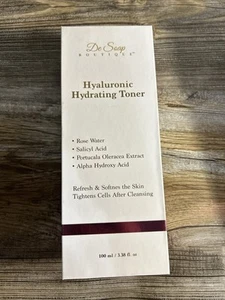 De Soap
BOUTIQUE
Hyaluronic
Hydrating Toner
• Rose Water
• Salicyl Acid
• Portucala Oleracea Extract
• Alpha Hydroxy Acid
Refresh & Softnes the Skin
Tightens Cells After Cleansing
100 ml / 3.38 fl. oz